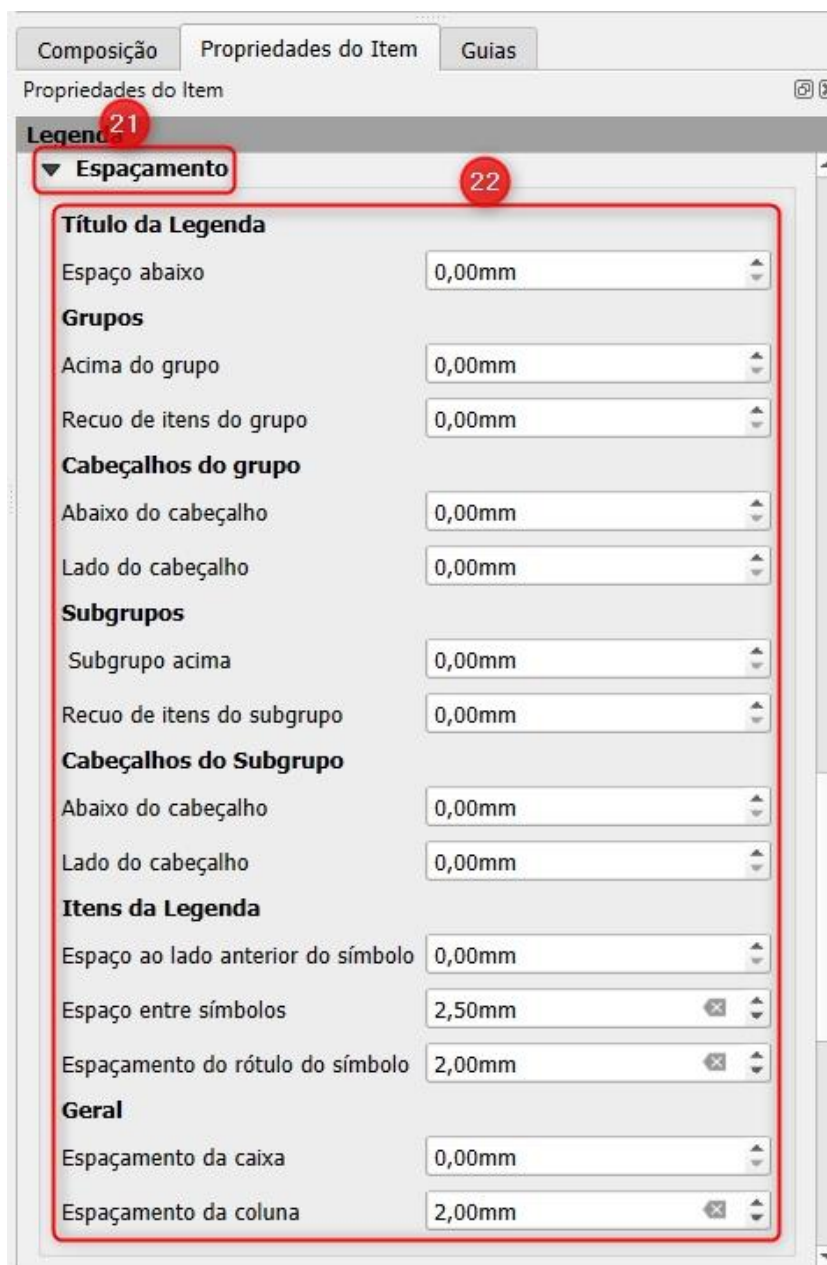 Composição Propriedades do Item Guias
Propriedades do Item
21
Legenda
Espaçamento
22
Título da Legenda
Espaço abaixo 0,00mm
Grupos
Acima do grupo 0,00mm
Recuo de itens do grupo 0,00mm
Cabeçalhos do grupo
Abaixo do cabeçalho 0,00mm
Lado do cabeçalho 0,00mm
Subgrupos
Subgrupo acima 0,00mm
Recuo de itens do subgrupo 0,00mm
Cabeçalhos do Subgrupo
Abaixo do cabeçalho 0,00mm
Lado do cabeçalho 0,00mm
Itens da Legenda
Espaço ao lado anterior do símbolo 0,00mm
Espaço entre símbolos 2,50mm
Espaçamento do rótulo do símbolo 2,00mm
Geral
Espaçamento da caixa 0,00mm
Espaçamento da coluna 2,00mm